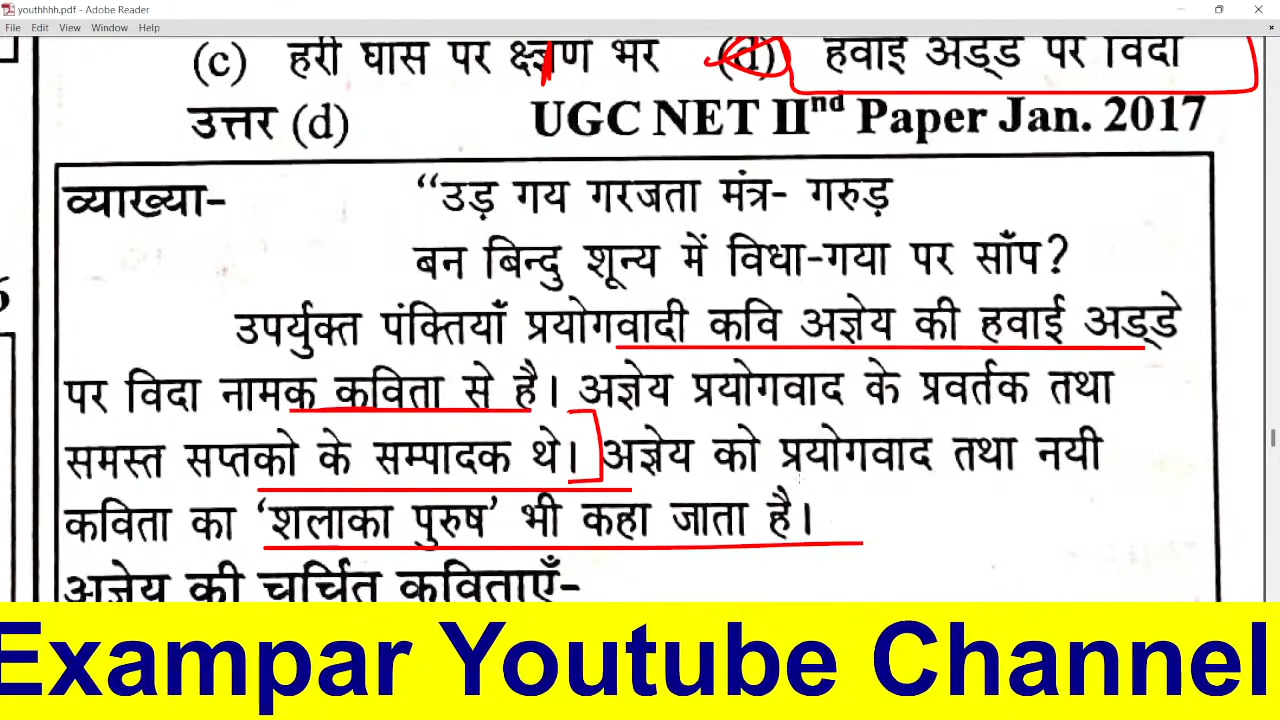 youthhhh.pdf - Adobe Reader
File Edit View Window Help
(c) हरी घास पर क्षण भर (d) हवाई अड्डे पर विदा
उत्तर (d) UGC NET IInd Paper Jan. 2017
व्याख्या- “उड़ गय गरजता मंत्र- गरुड़
बन बिन्दु शून्य में विधा-गया पर साँप?
उपर्युक्त पंक्तियाँ प्रयोगवादी कवि अज्ञेय की हवाई अड्डे
पर विदा नामक कविता से है। अज्ञेय प्रयोगवाद के प्रवर्तक तथा
समस्त सप्तको के सम्पादक थे। अज्ञेय को प्रयोगवाद तथा नयी
कविता का ‘शलाका पुरुष’ भी कहा जाता है।
अज्ञेय की चर्चित कविताएँ-
Exampar Youtube Channel